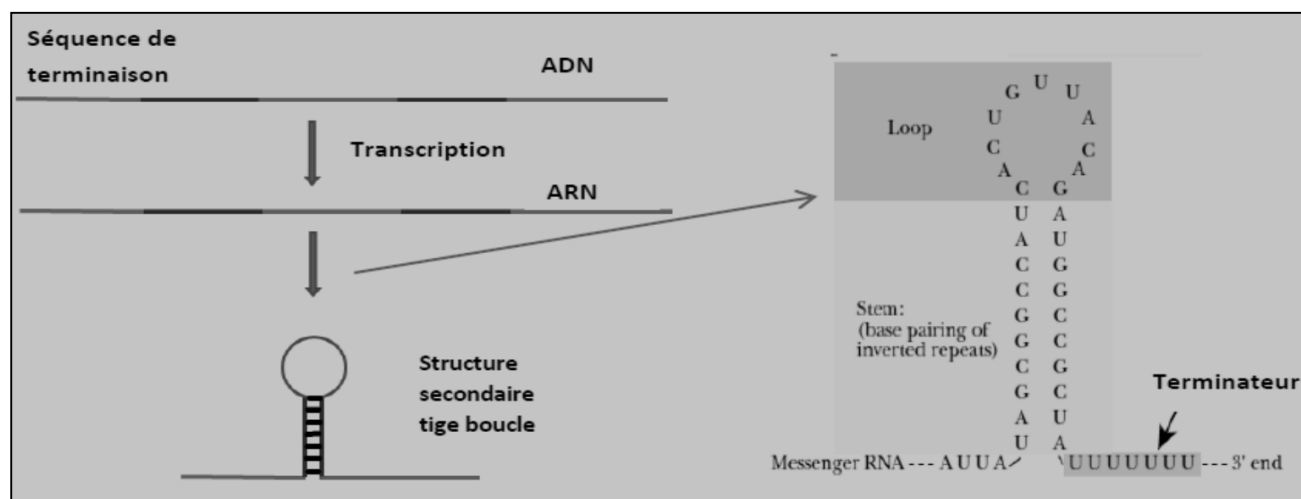 Séquence de
terminaison
ADN
Transcription
ARN
Structure
secondaire
tige boucle
Loop
G U U
U A
C C
A A
C G
U A
A U
C G
C G
G C
G C
C G
G C
A U
U A
Stem:
(base pairing of
inverted repeats)
Terminateur
Messenger RNA --- A U U A U U U U U U U --- 3' end